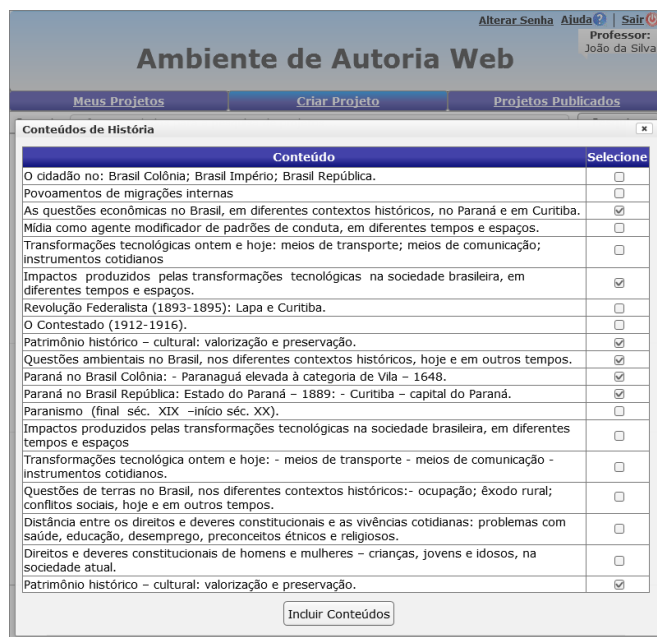 Alterar Senha Ajuda ? | Sair
Professor:
João da Silva
Ambiente de Autoria Web
Meus Projetos Criar Projeto Projetos Publicados
Conteúdos de História
Conteúdo Selecione
O cidadão no: Brasil Colônia; Brasil Império; Brasil República.
Povoamentos de migrações internas
As questões econômicas no Brasil, em diferentes contextos históricos, no Paraná e em Curitiba.
Mídia como agente modificador de padrões de conduta, em diferentes tempos e espaços.
Transformações tecnológicas ontem e hoje: meios de transporte; meios de comunicação;
instrumentos cotidianos
Impactos produzidos pelas transformações tecnológicas na sociedade brasileira, em
diferentes tempos e espaços.
Revolução Federalista (1893-1895): Lapa e Curitiba.
O Contestado (1912-1916).
Patrimônio histórico – cultural: valorização e preservação.
Questões ambientais no Brasil, nos diferentes contextos históricos, hoje e em outros tempos.
Paraná no Brasil Colônia: - Paranaguá elevada à categoria de Vila – 1648.
Paraná no Brasil República: Estado do Paraná – 1889: - Curitiba – capital do Paraná.
Paranismo (final séc. XIX –início séc. XX).
Impactos produzidos pelas transformações tecnológicas na sociedade brasileira, em diferentes
tempos e espaços
Transformações tecnológica ontem e hoje: - meios de transporte - meios de comunicação -
instrumentos cotidianos.
Questões de terras no Brasil, nos diferentes contextos históricos:- ocupação; êxodo rural;
conflitos sociais, hoje e em outros tempos.
Distância entre os direitos e deveres constitucionais e as vivências cotidianas: problemas com
saúde, educação, desemprego, preconceitos étnicos e religiosos.
Direitos e deveres constitucionais de homens e mulheres – crianças, jovens e idosos, na
sociedade atual.
Patrimônio histórico – cultural: valorização e preservação.
Incluir Conteúdos